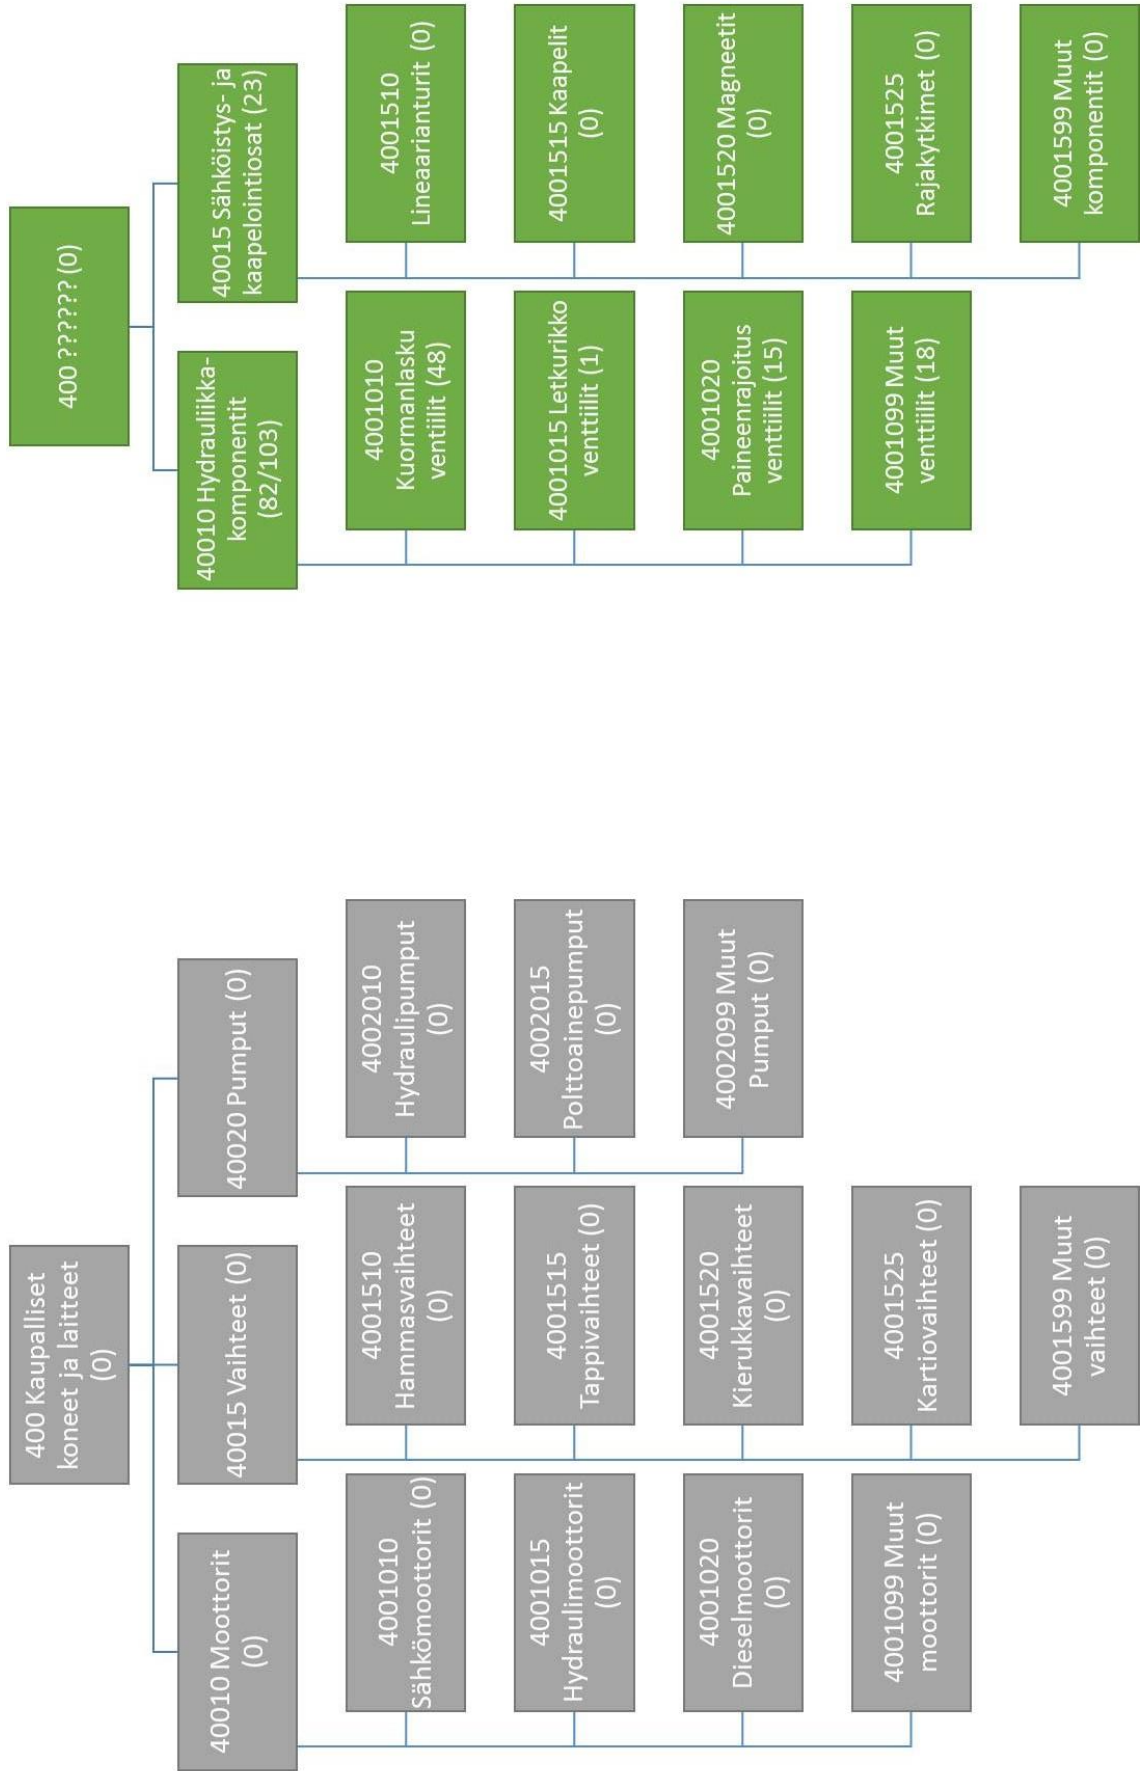 400 Kaupalliset
koneet ja laitteet
(0)
40010 Moottorit
(0)
4001010
Sähkömoottorit (0)
4001015
Hydraulimoottorit
(0)
4001020
Dieselmoottorit
(0)
4001099 Muut
moottorit (0)
40015 Vaihteet (0)
4001510
Hammasvaihteet
(0)
4001515
Tappivaihteet (0)
4001520
Kierukkavaihteet
(0)
4001525
Kartiovaihteet (0)
4001599 Muut
vaihteet (0)
40020 Pumput (0)
4002010
Hydraulipumput
(0)
4002015
Polttoainepumput
(0)
4002099 Muut
Pumput (0)
400 ?????? (0)
40010 Hydrauliikka-
komponentit
(82/103)
4001010
Kuormanlasku
ventiilit (48)
4001015 Letkurikko
venttiilit (1)
4001020
Paineenrajoitus
venttiilit (15)
4001099 Muut
venttiilit (18)
40015 Sähköistys- ja
kaapelointiosat (23)
4001510
Lineaarianturit (0)
4001515 Kaapelit
(0)
4001520 Magneetit
(0)
4001525
Rajakytkimet (0)
4001599 Muut
komponentit (0)